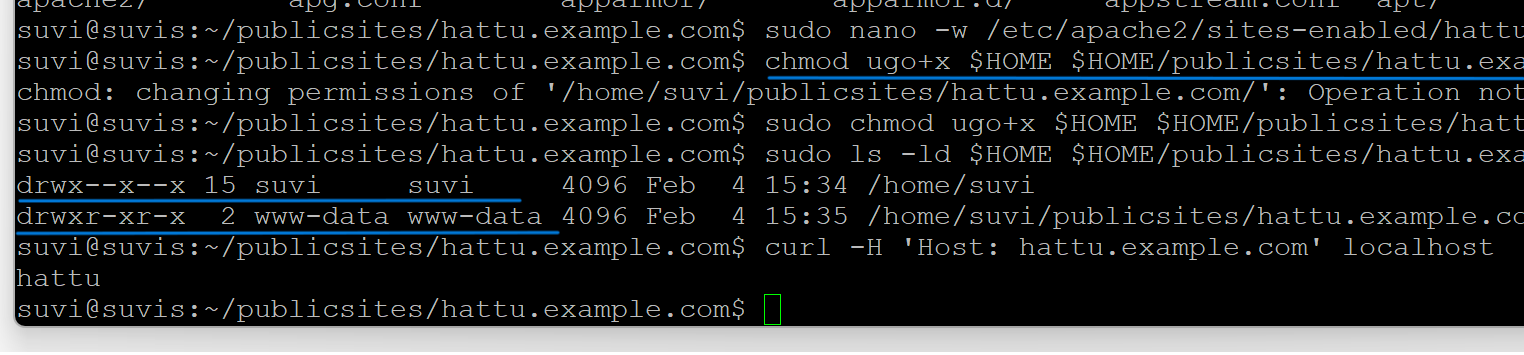 apache2/ apg.conf apparmor/ apparmor.d/ appstream.conf apt/
suvi@suvis:~/publicsites/hattu.example.com$ sudo nano -w /etc/apache2/sites-enabled/hattu
suvi@suvis:~/publicsites/hattu.example.com$ chmod ugo+x $HOME $HOME/publicsites/hattu.exa
chmod: changing permissions of '/home/suvi/publicsites/hattu.example.com/': Operation not
suvi@suvis:~/publicsites/hattu.example.com$ sudo chmod ugo+x $HOME $HOME/publicsites/hatt
suvi@suvis:~/publicsites/hattu.example.com$ sudo ls -ld $HOME $HOME/publicsites/hattu.exa
drwx--x--x 15 suvi     suvi     4096 Feb  4 15:34 /home/suvi
drwxr-xr-x  2 www-data www-data 4096 Feb  4 15:35 /home/suvi/publicsites/hattu.example.co
suvi@suvis:~/publicsites/hattu.example.com$ curl -H 'Host: hattu.example.com' localhost
hattu
suvi@suvis:~/publicsites/hattu.example.com$